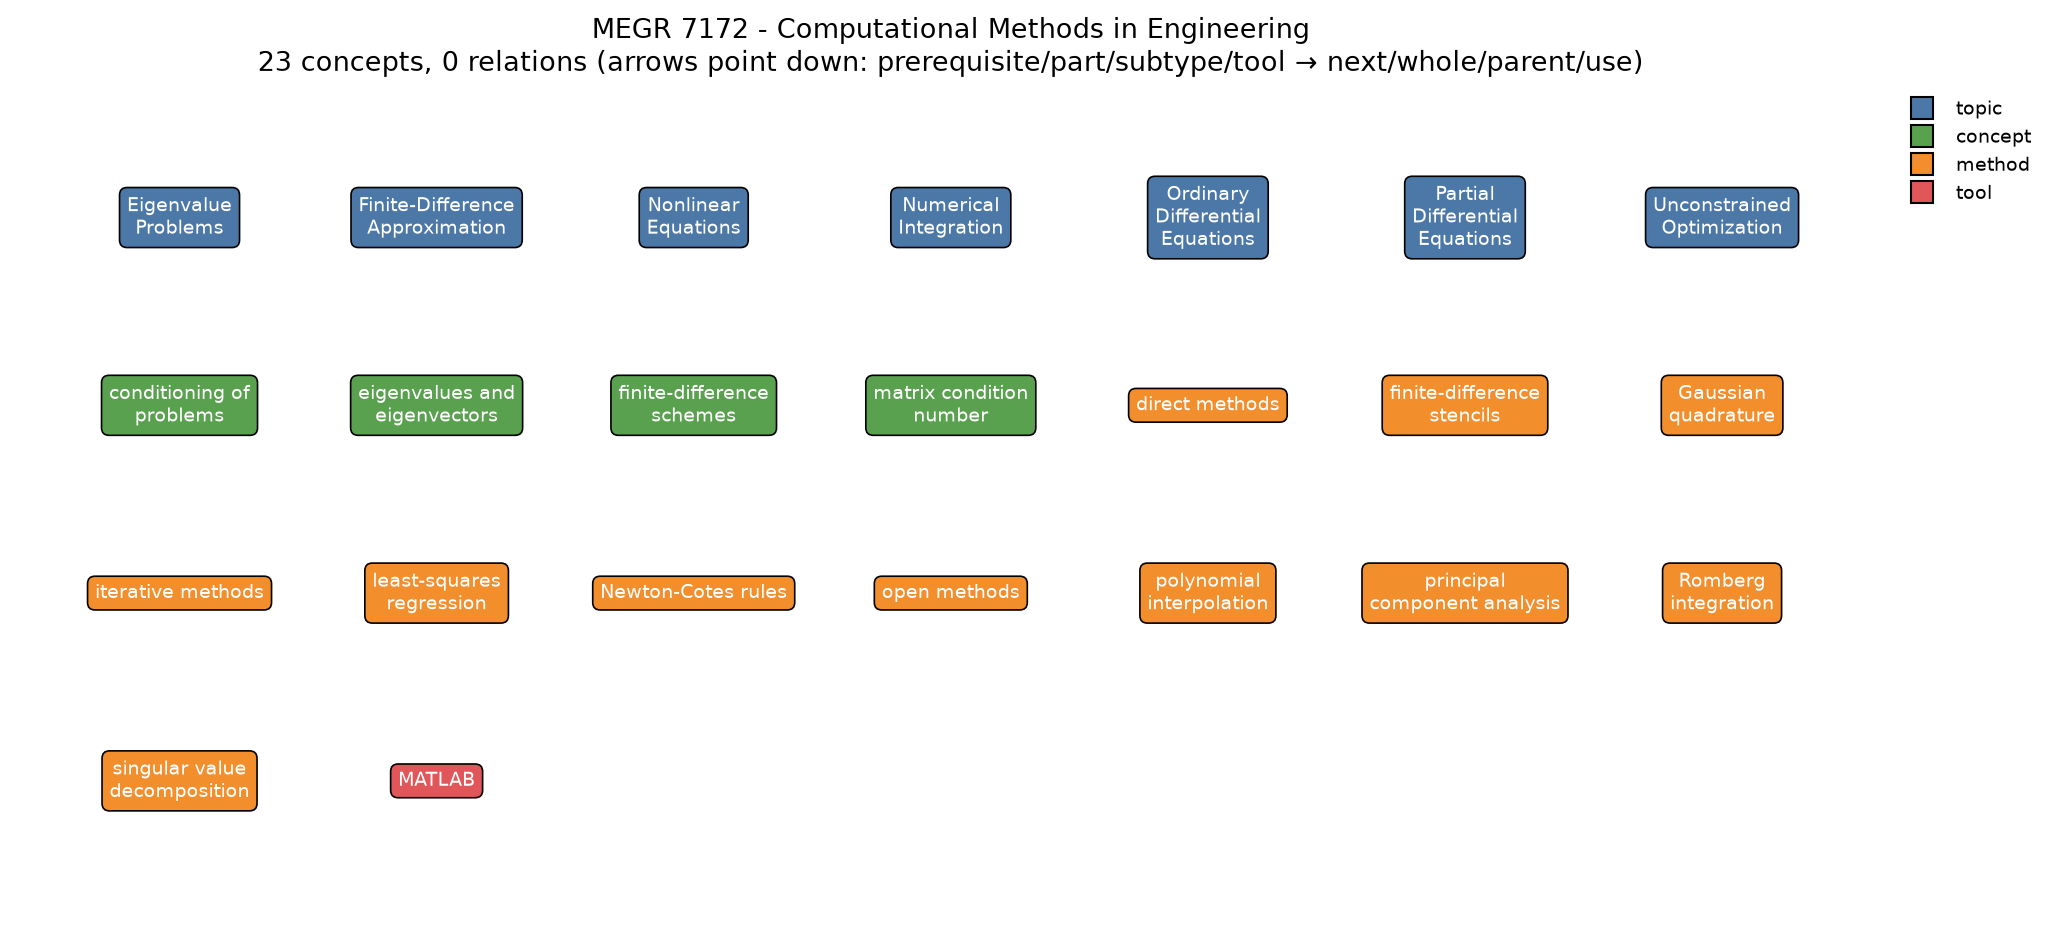 MEGR 7172 - Computational Methods in Engineering
23 concepts, 0 relations (arrows point down: prerequisite/part/subtype/tool → next/whole/parent/use)
topic
concept
method
tool
Eigenvalue
Problems
Finite-Difference
Approximation
Nonlinear
Equations
Numerical
Integration
Ordinary
Differential
Equations
Partial
Differential
Equations
Unconstrained
Optimization
conditioning of
problems
eigenvalues and
eigenvectors
finite-difference
schemes
matrix condition
number
direct methods
finite-difference
stencils
Gaussian
quadrature
iterative methods
least-squares
regression
Newton-Cotes rules
open methods
polynomial
interpolation
principal
component analysis
Romberg
integration
singular value
decomposition
MATLAB